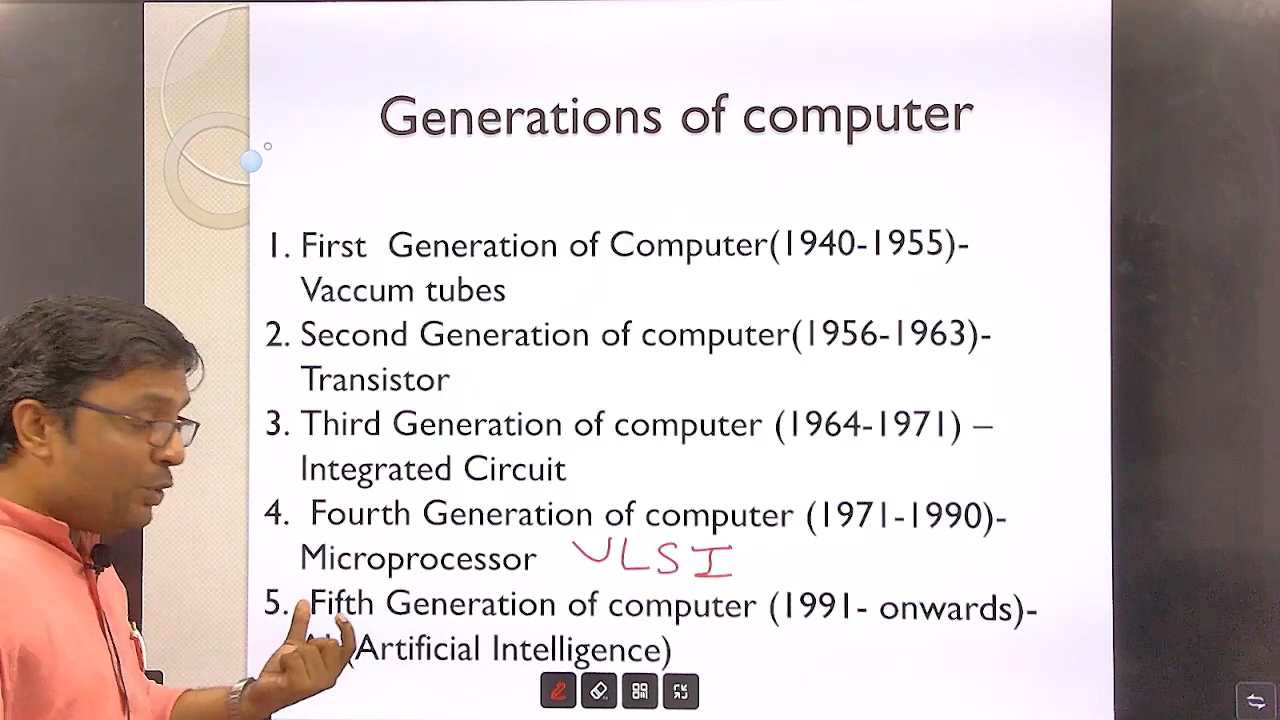 Generations of computer
1. First Generation of Computer(1940-1955)-
Vaccum tubes
2. Second Generation of computer(1956-1963)-
Transistor
3. Third Generation of computer (1964-1971) –
Integrated Circuit
4. Fourth Generation of computer (1971-1990)-
Microprocessor VLSI
5. Fifth Generation of computer (1991- onwards)-
(Artificial Intelligence)